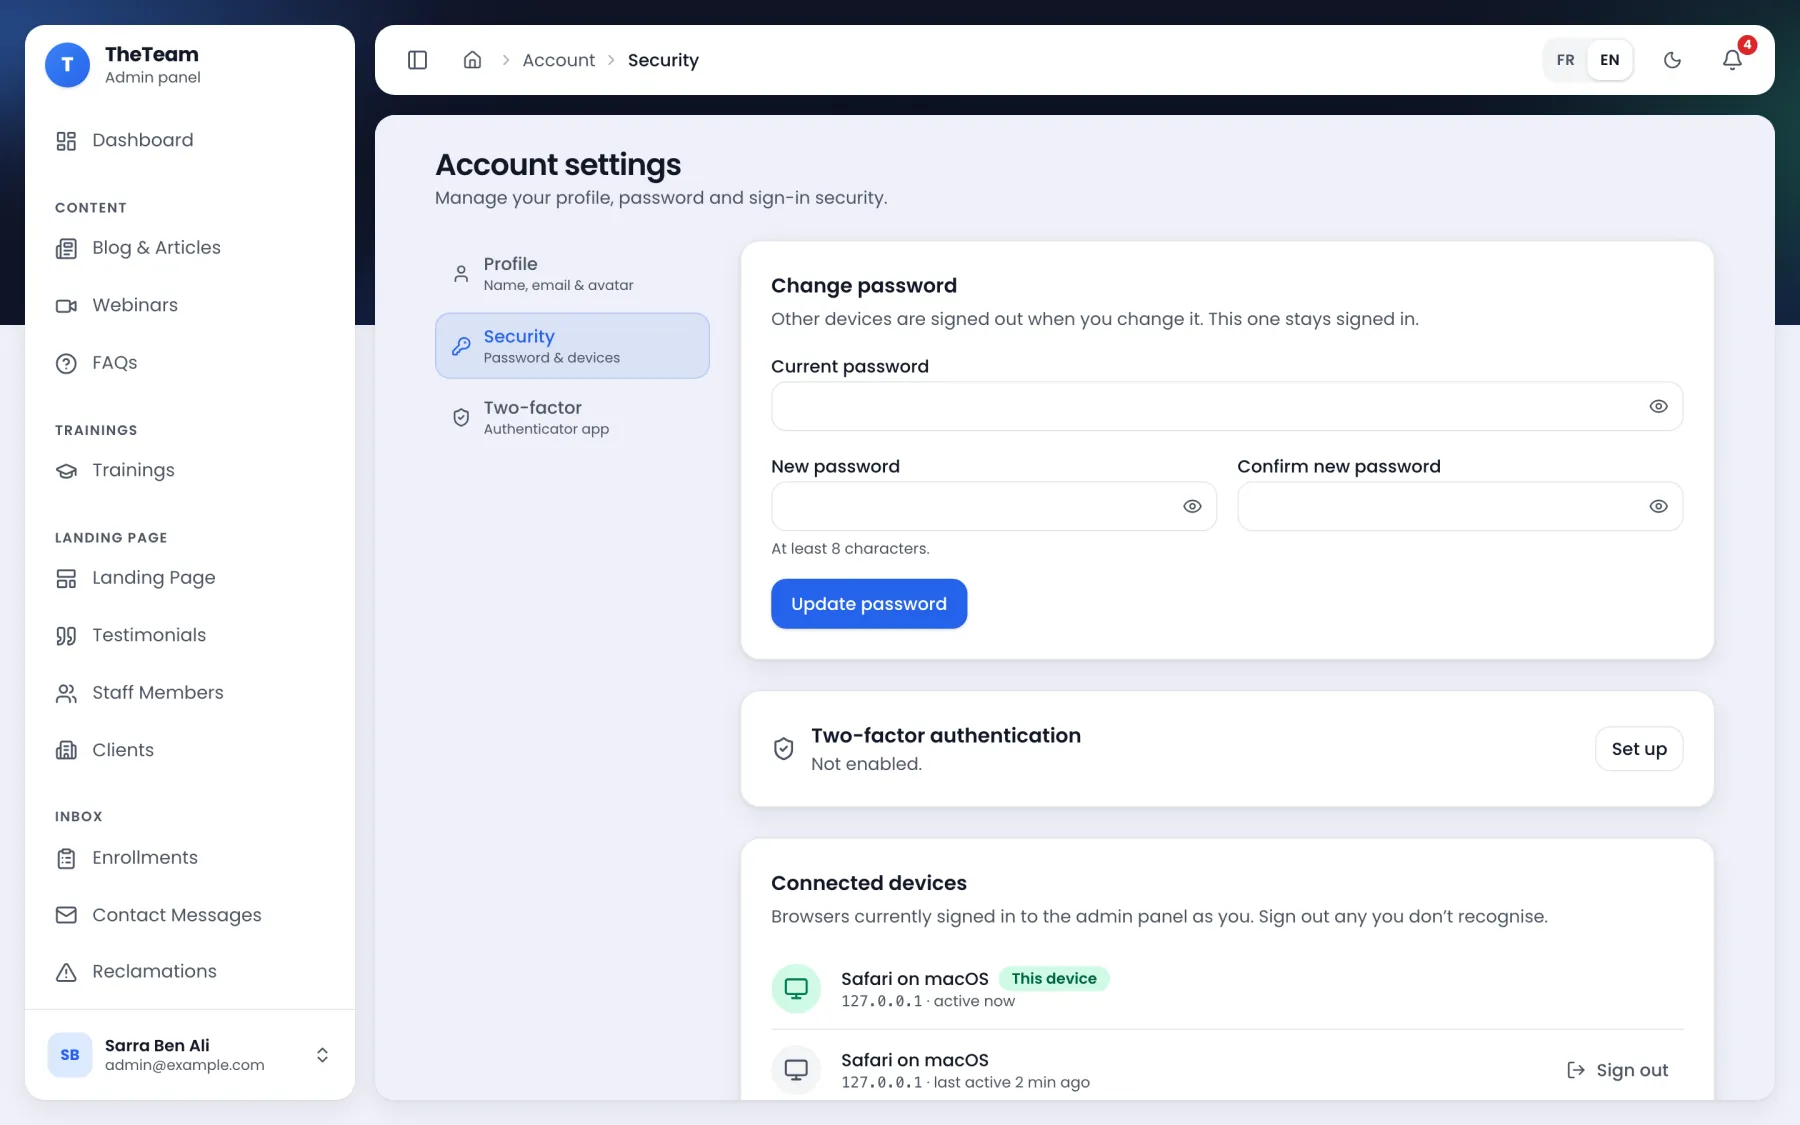 T
TheTeam
Admin panel
Dashboard
CONTENT
Blog & Articles
Webinars
FAQs
TRAININGS
Trainings
LANDING PAGE
Landing Page
Testimonials
Staff Members
Clients
INBOX
Enrollments
Contact Messages
Reclamations
SB
Sarra Ben Ali
admin@example.com
Account
Security
FR
EN
4
Account settings
Manage your profile, password and sign-in security.
Profile
Name, email & avatar
Security
Password & devices
Two-factor
Authenticator app
Change password
Other devices are signed out when you change it. This one stays signed in.
Current password
New password
Confirm new password
At least 8 characters.
Update password
Two-factor authentication
Not enabled.
Set up
Connected devices
Browsers currently signed in to the admin panel as you. Sign out any you don’t recognise.
Safari on macOS This device
127.0.0.1 · active now
Safari on macOS
127.0.0.1 · last active 2 min ago
Sign out